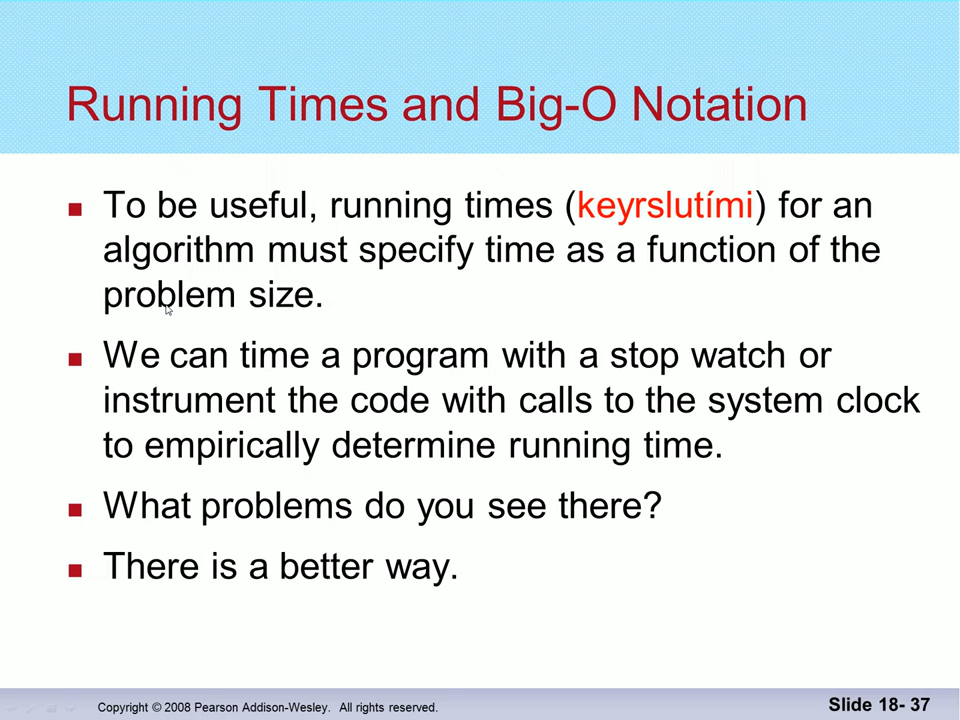 Running Times and Big-O Notation
To be useful, running times (keyrslutími) for an
algorithm must specify time as a function of the
problem size.
We can time a program with a stop watch or
instrument the code with calls to the system clock
to empirically determine running time.
What problems do you see there?
There is a better way.
Copyright © 2008 Pearson Addison-Wesley. All rights reserved.
Slide 18- 37